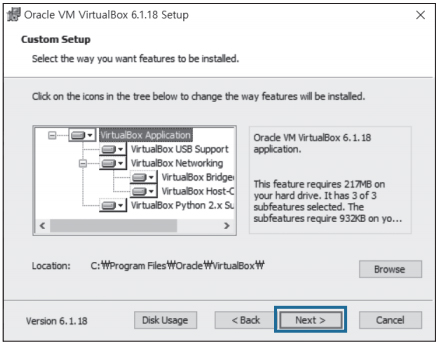 Oracle VM VirtualBox 6.1.18 Setup
Custom Setup
Select the way you want features to be installed.
Click on the icons in the tree below to change the way features will be installed.
VirtualBox Application
VirtualBox USB Support
VirtualBox Networking
VirtualBox Bridge
VirtualBox Host-C
VirtualBox Python 2.x Su
Oracle VM VirtualBox 6.1.18
application.
This feature requires 217MB on
your hard drive. It has 3 of 3
subfeatures selected. The
subfeatures require 932KB on yo...
Location: C:₩Program Files₩Oracle₩VirtualBox₩
Browse
Version 6.1.18
Disk Usage
< Back
Next >
Cancel